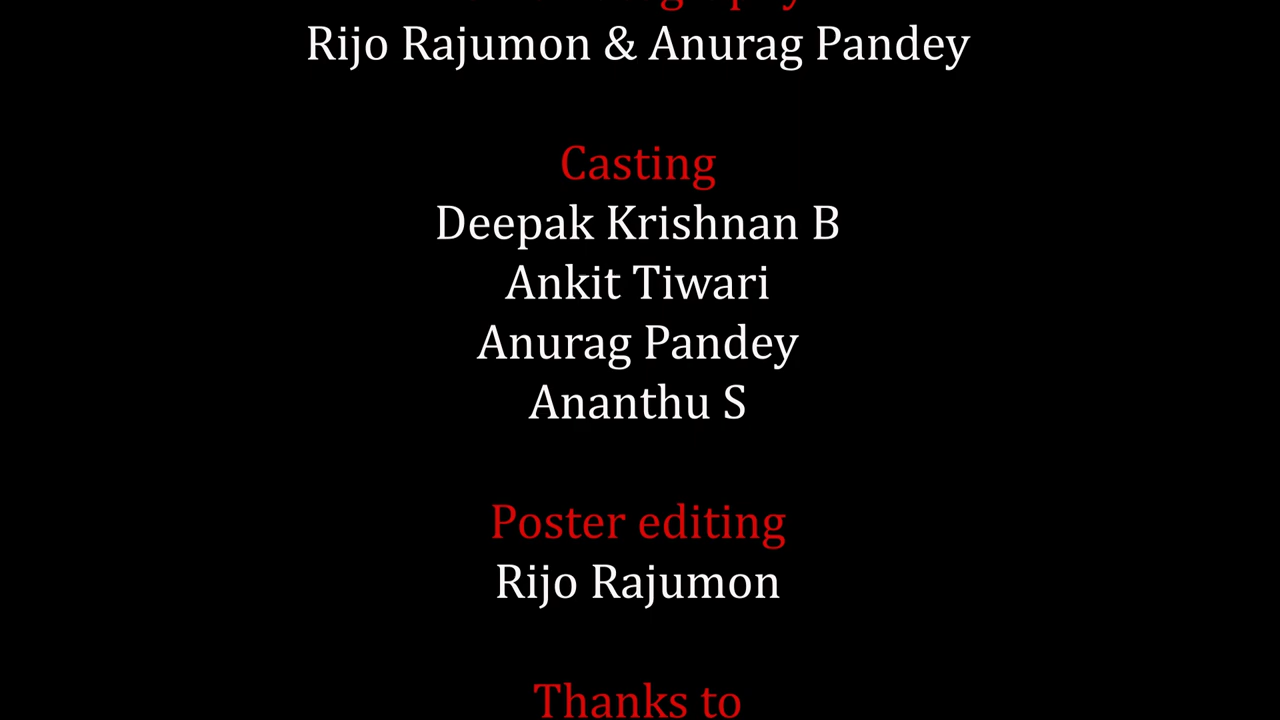 Rijo Rajumon & Anurag Pandey
Casting
Deepak Krishnan B
Ankit Tiwari
Anurag Pandey
Ananthu S
Poster editing
Rijo Rajumon
Thanks to